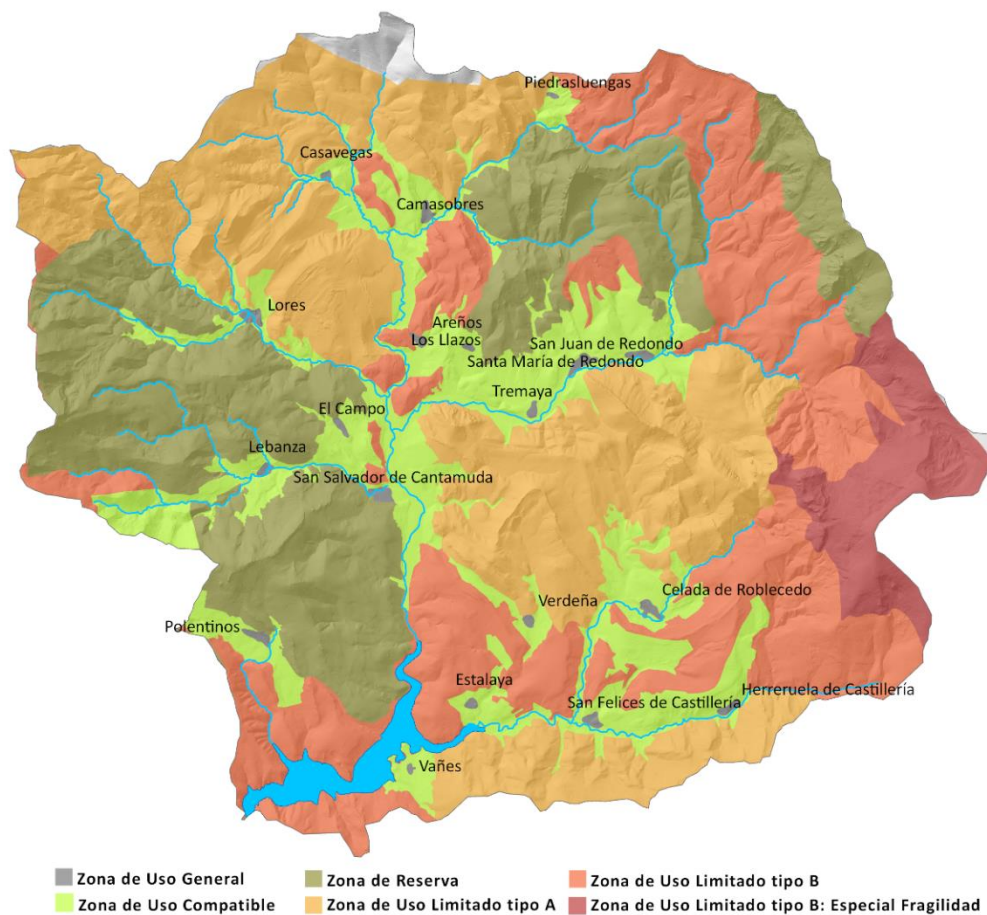 Piedrasluengas
Casavegas
Camasobres
Lores
Areños
Los Llazos
San Juan de Redondo
Santa María de Redondo
Tremaya
El Campo
Lebanza
San Salvador de Cantamuda
Celada de Roblecedo
Verdeña
Polentinos
Estalaya
Herreruela de Castillería
San Felices de Castillería
Vañes
Zona de Uso General
Zona de Reserva
Zona de Uso Limitado tipo B
Zona de Uso Compatible
Zona de Uso Limitado tipo A
Zona de Uso Limitado tipo B: Especial Fragilidad